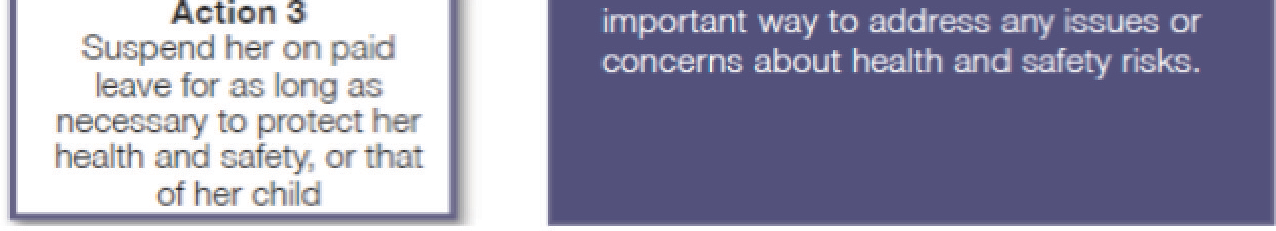 Action 3
Suspend her on paid
leave for as long as
necessary to protect her
health and safety, or that
of her child
important way to address any issues or
concerns about health and safety risks.